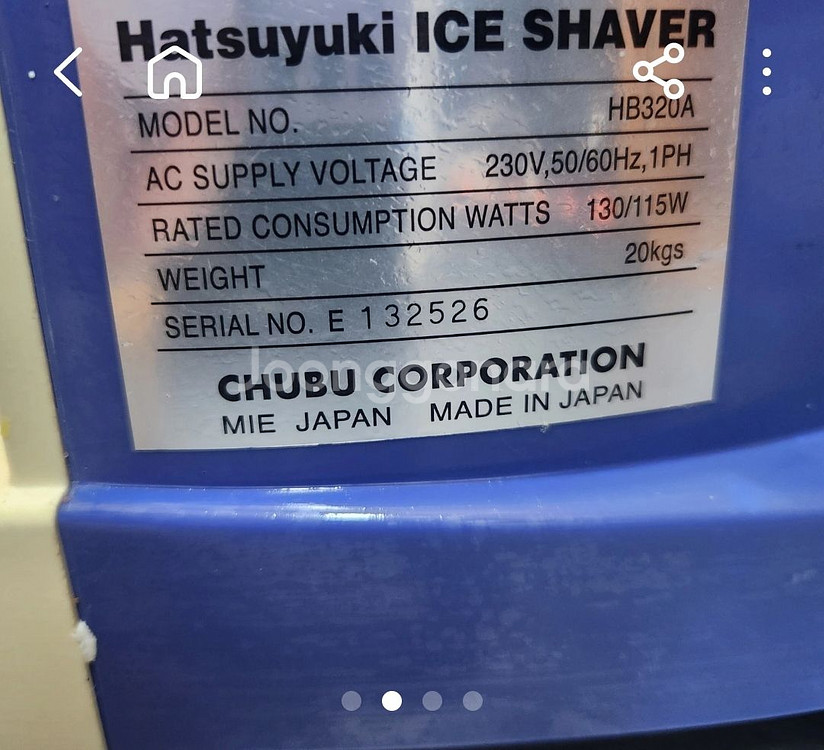 Hatsuyuki ICE SHAVER
MODEL NO. HB320A
AC SUPPLY VOLTAGE 230V,50/60Hz,1PH
RATED CONSUMPTION WATTS 130/115W
WEIGHT 20kgs
SERIAL NO. E 132526
CHUBU CORPORATION
MIE JAPAN MADE IN JAPAN